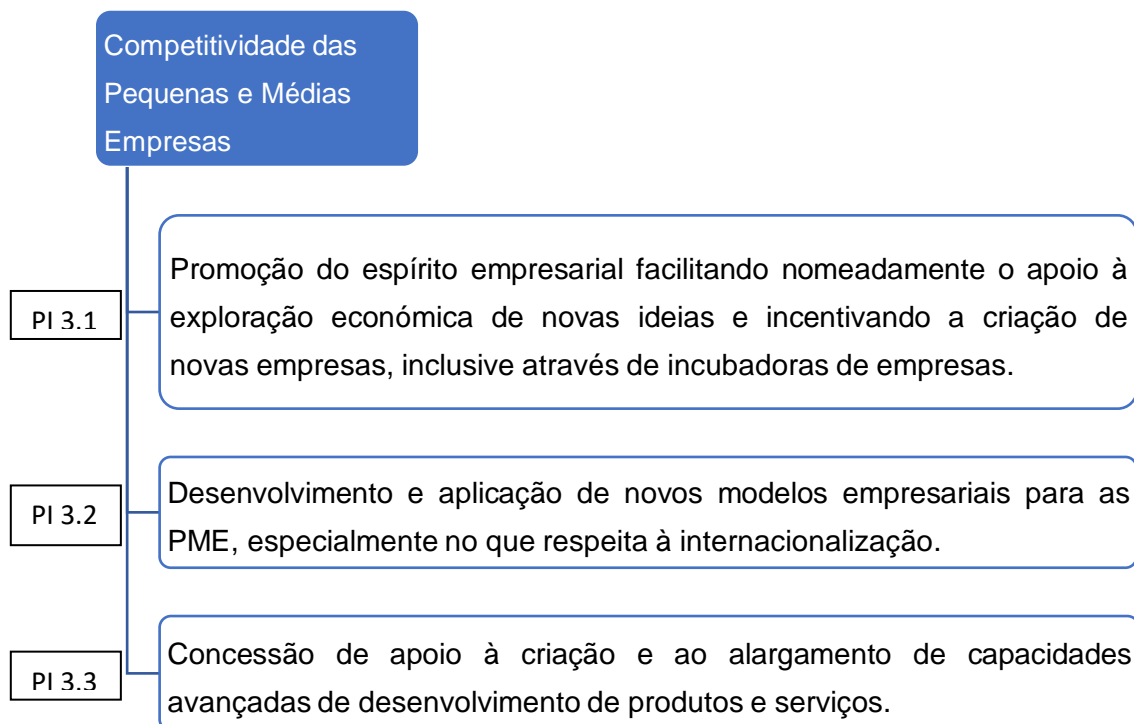 Competitividade das
Pequenas e Médias
Empresas
PI 3.1
Promoção do espírito empresarial facilitando nomeadamente o apoio à
exploração económica de novas ideias e incentivando a criação de
novas empresas, inclusive através de incubadoras de empresas.
PI 3.2
Desenvolvimento e aplicação de novos modelos empresariais para as
PME, especialmente no que respeita à internacionalização.
PI 3.3
Concessão de apoio à criação e ao alargamento de capacidades
avançadas de desenvolvimento de produtos e serviços.